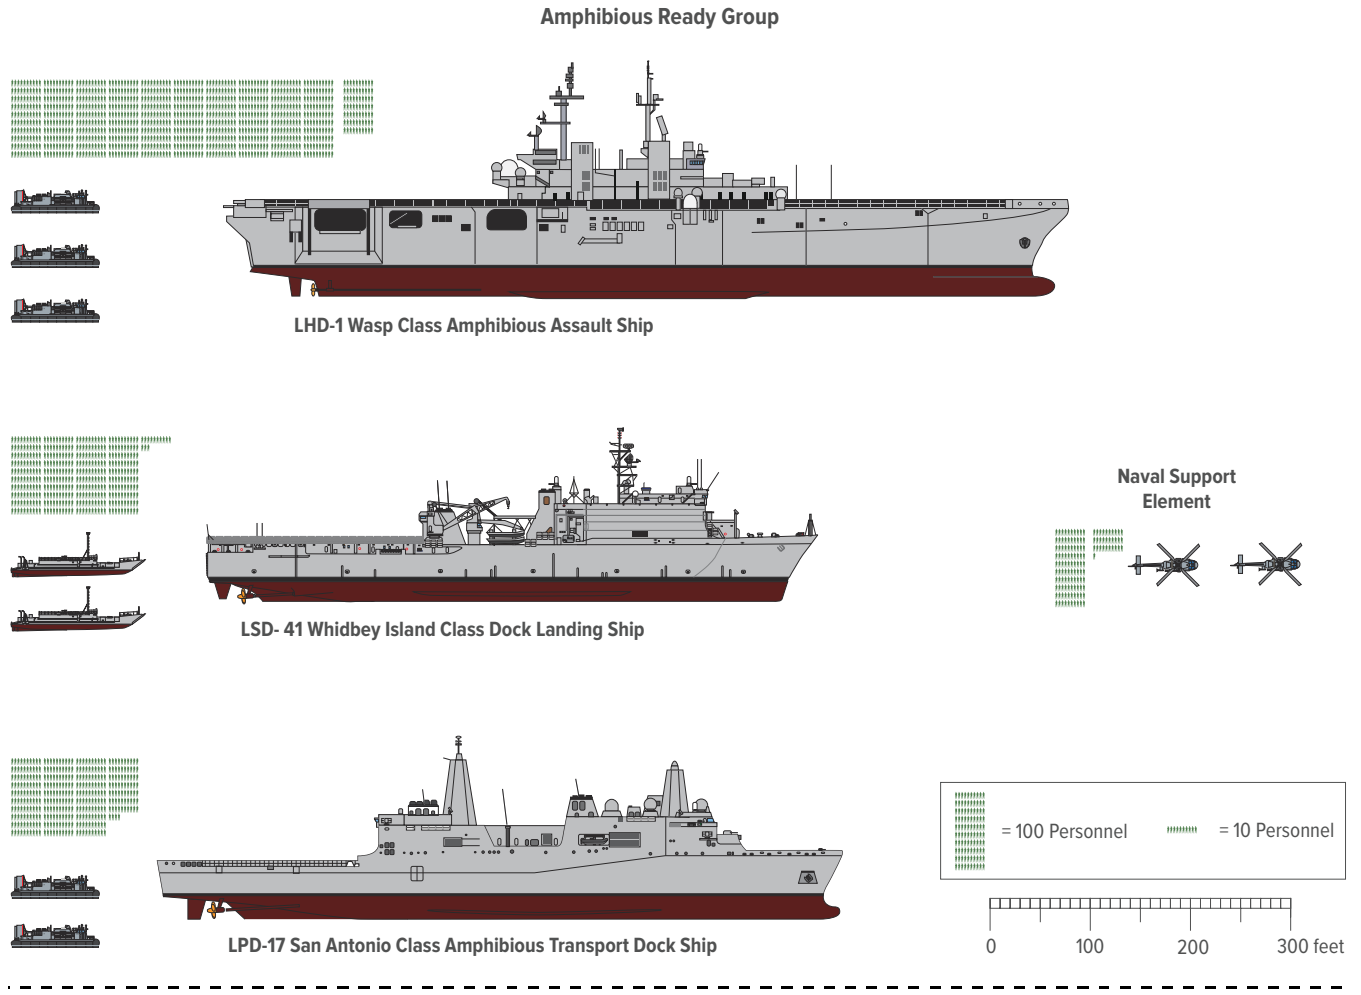 Amphibious Ready Group
LHD-1 Wasp Class Amphibious Assault Ship
LSD- 41 Whidbey Island Class Dock Landing Ship
Naval Support
Element
LPD-17 San Antonio Class Amphibious Transport Dock Ship
= 100 Personnel
= 10 Personnel
0 100 200 300 feet